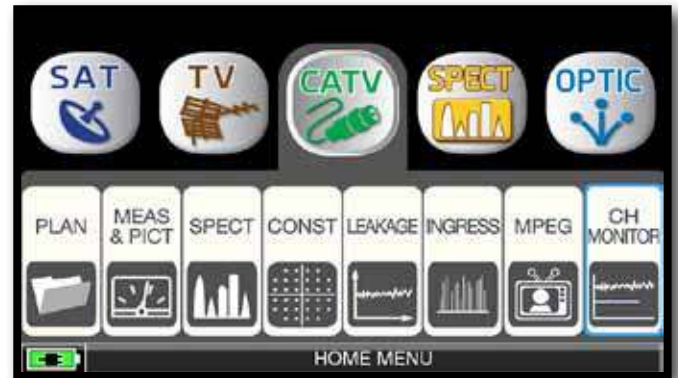 SAT TV CATV SPECT OPTIC
PLAN MEAS & PICT SPECT CONST LEAKAGE INGRESS MPEG CH MONITOR
HOME MENU